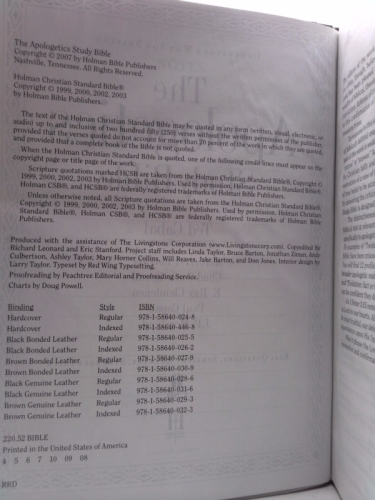 The Apologetics Study Bible
Copyright © 2007 by Holman Bible Publishers
Nashville, Tennessee. All Rights Reserved.
Holman Christian Standard Bible®
Copyright © 1999, 2000, 2002, 2003
by Holman Bible Publishers.
The text of the Holman Christian Standard Bible may be quoted in any form (written, visual, electronic, or
audio) up to and inclusive of two hundred fifty (250) verses without the written permission of the publisher,
provided that the verses quoted do not account for more than 20 percent of the work in which they are quoted,
and provided that a complete book of the Bible is not quoted.
When the Holman Christian Standard Bible is quoted, one of the following credit lines must appear on the
copyright page or title page of the work:
Scripture quotations marked HCSB are taken from the Holman Christian Standard Bible®, Copyright ©
1999, 2000, 2002, 2003 by Holman Bible Publishers. Used by permission. Holman Christian Standard Bible®,
Holman CSB®, and HCSB® are federally registered trademarks of Holman Bible Publishers.
Unless otherwise noted, all Scripture quotations are taken from the Holman Christian Standard Bible®,
Copyright © 1999, 2000, 2002, 2003 by Holman Bible Publishers. Used by permission. Holman Christian
Standard Bible®, Holman CSB®, and HCSB® are federally registered trademarks of Holman Bible
Publishers.
Produced with the assistance of The Livingstone Corporation (www.Livingstonecorp.com). Copyedited by
Richard Leonard and Eric Stanford. Project staff includes Linda Taylor, Bruce Barton, Jonathan Ziman, Andy
Culbertson, Ashley Taylor, Mary Horner Collins, Will Reaves, Jake Barton, and Don Jones. Interior design by
Larry Taylor. Typeset by Red Wing Typesetting.
Proofreading by Peachtree Editorial and Proofreading Service.
Charts by Doug Powell.
Binding Style ISBN
Hardcover Regular 978-1-58640-024-8
Hardcover Indexed 978-1-58640-446-8
Black Bonded Leather Regular 978-1-58640-025-5
Black Bonded Leather Indexed 978-1-58640-026-2
Brown Bonded Leather Regular 978-1-58640-027-9
Brown Bonded Leather Indexed 978-1-58640-030-9
Black Genuine Leather Regular 978-1-58640-028-6
Black Genuine Leather Indexed 978-1-58640-031-6
Brown Genuine Leather Regular 978-1-58640-029-3
Brown Genuine Leather Indexed 978-1-58640-032-3
220.52 BIBLE
Printed in the United States of America
4 5 6 7 10 09 08
RRD